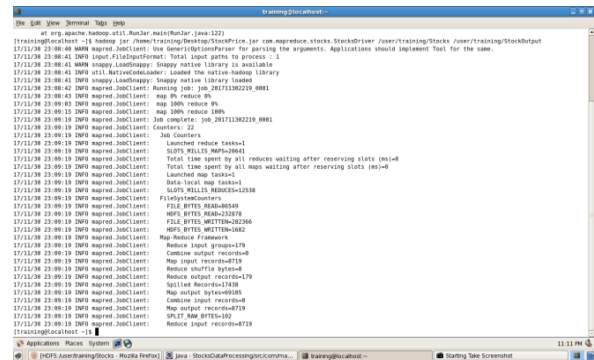 training@localhost:~
File Edit View Terminal Tabs Help
at org.apache.hadoop.util.RunJar.main(RunJar.java:122)
[training@localhost ~]$ hadoop jar /home/training/Desktop/StockPrice.jar com.mapreduce.stocks.StocksDriver /user/training/Stocks /user/training/StockOutput
17/11/30 23:08:40 WARN mapred.JobClient: Use GenericOptionsParser for parsing the arguments. Applications should implement Tool for the same.
17/11/30 23:08:41 INFO input.FileInputFormat: Total input paths to process : 1
17/11/30 23:08:41 WARN snappy.LoadSnappy: Snappy native library is available
17/11/30 23:08:41 INFO util.NativeCodeLoader: Loaded the native-hadoop library
17/11/30 23:08:41 INFO snappy.LoadSnappy: Snappy native library loaded
17/11/30 23:08:42 INFO mapred.JobClient: Running job: job_201711302219_0001
17/11/30 23:08:43 INFO mapred.JobClient: map 0% reduce 0%
17/11/30 23:09:03 INFO mapred.JobClient: map 100% reduce 0%
17/11/30 23:09:15 INFO mapred.JobClient: map 100% reduce 100%
17/11/30 23:09:19 INFO mapred.JobClient: Job complete: job_201711302219_0001
17/11/30 23:09:19 INFO mapred.JobClient: Counters: 22
17/11/30 23:09:19 INFO mapred.JobClient: Job Counters
17/11/30 23:09:19 INFO mapred.JobClient: Launched reduce tasks=1
17/11/30 23:09:19 INFO mapred.JobClient: SLOTS_MILLIS_MAPS=20641
17/11/30 23:09:19 INFO mapred.JobClient: Total time spent by all reduces waiting after reserving slots (ms)=0
17/11/30 23:09:19 INFO mapred.JobClient: Total time spent by all maps waiting after reserving slots (ms)=0
17/11/30 23:09:19 INFO mapred.JobClient: Launched map tasks=1
17/11/30 23:09:19 INFO mapred.JobClient: Data-local map tasks=1
17/11/30 23:09:19 INFO mapred.JobClient: SLOTS_MILLIS_REDUCES=12538
17/11/30 23:09:19 INFO mapred.JobClient: FileSystemCounters
17/11/30 23:09:19 INFO mapred.JobClient: FILE_BYTES_READ=86549
17/11/30 23:09:19 INFO mapred.JobClient: HDFS_BYTES_READ=232878
17/11/30 23:09:19 INFO mapred.JobClient: FILE_BYTES_WRITTEN=282366
17/11/30 23:09:19 INFO mapred.JobClient: HDFS_BYTES_WRITTEN=1682
17/11/30 23:09:19 INFO mapred.JobClient: Map-Reduce Framework
17/11/30 23:09:19 INFO mapred.JobClient: Reduce input groups=179
17/11/30 23:09:19 INFO mapred.JobClient: Combine output records=0
17/11/30 23:09:19 INFO mapred.JobClient: Map input records=8719
17/11/30 23:09:19 INFO mapred.JobClient: Reduce shuffle bytes=0
17/11/30 23:09:19 INFO mapred.JobClient: Reduce output records=179
17/11/30 23:09:19 INFO mapred.JobClient: Spilled Records=17438
17/11/30 23:09:19 INFO mapred.JobClient: Map output bytes=69105
17/11/30 23:09:19 INFO mapred.JobClient: Combine input records=0
17/11/30 23:09:19 INFO mapred.JobClient: Map output records=8719
17/11/30 23:09:19 INFO mapred.JobClient: SPLIT_RAW_BYTES=102
17/11/30 23:09:19 INFO mapred.JobClient: Reduce input records=8719
[training@localhost ~]$
Applications Places System 11:11 PM
[HDFS:/user/training/Stocks - Mozilla Firefox] Java - StocksDataProcessing/src/com/ma... training@localhost:~ Starting Take Screenshot